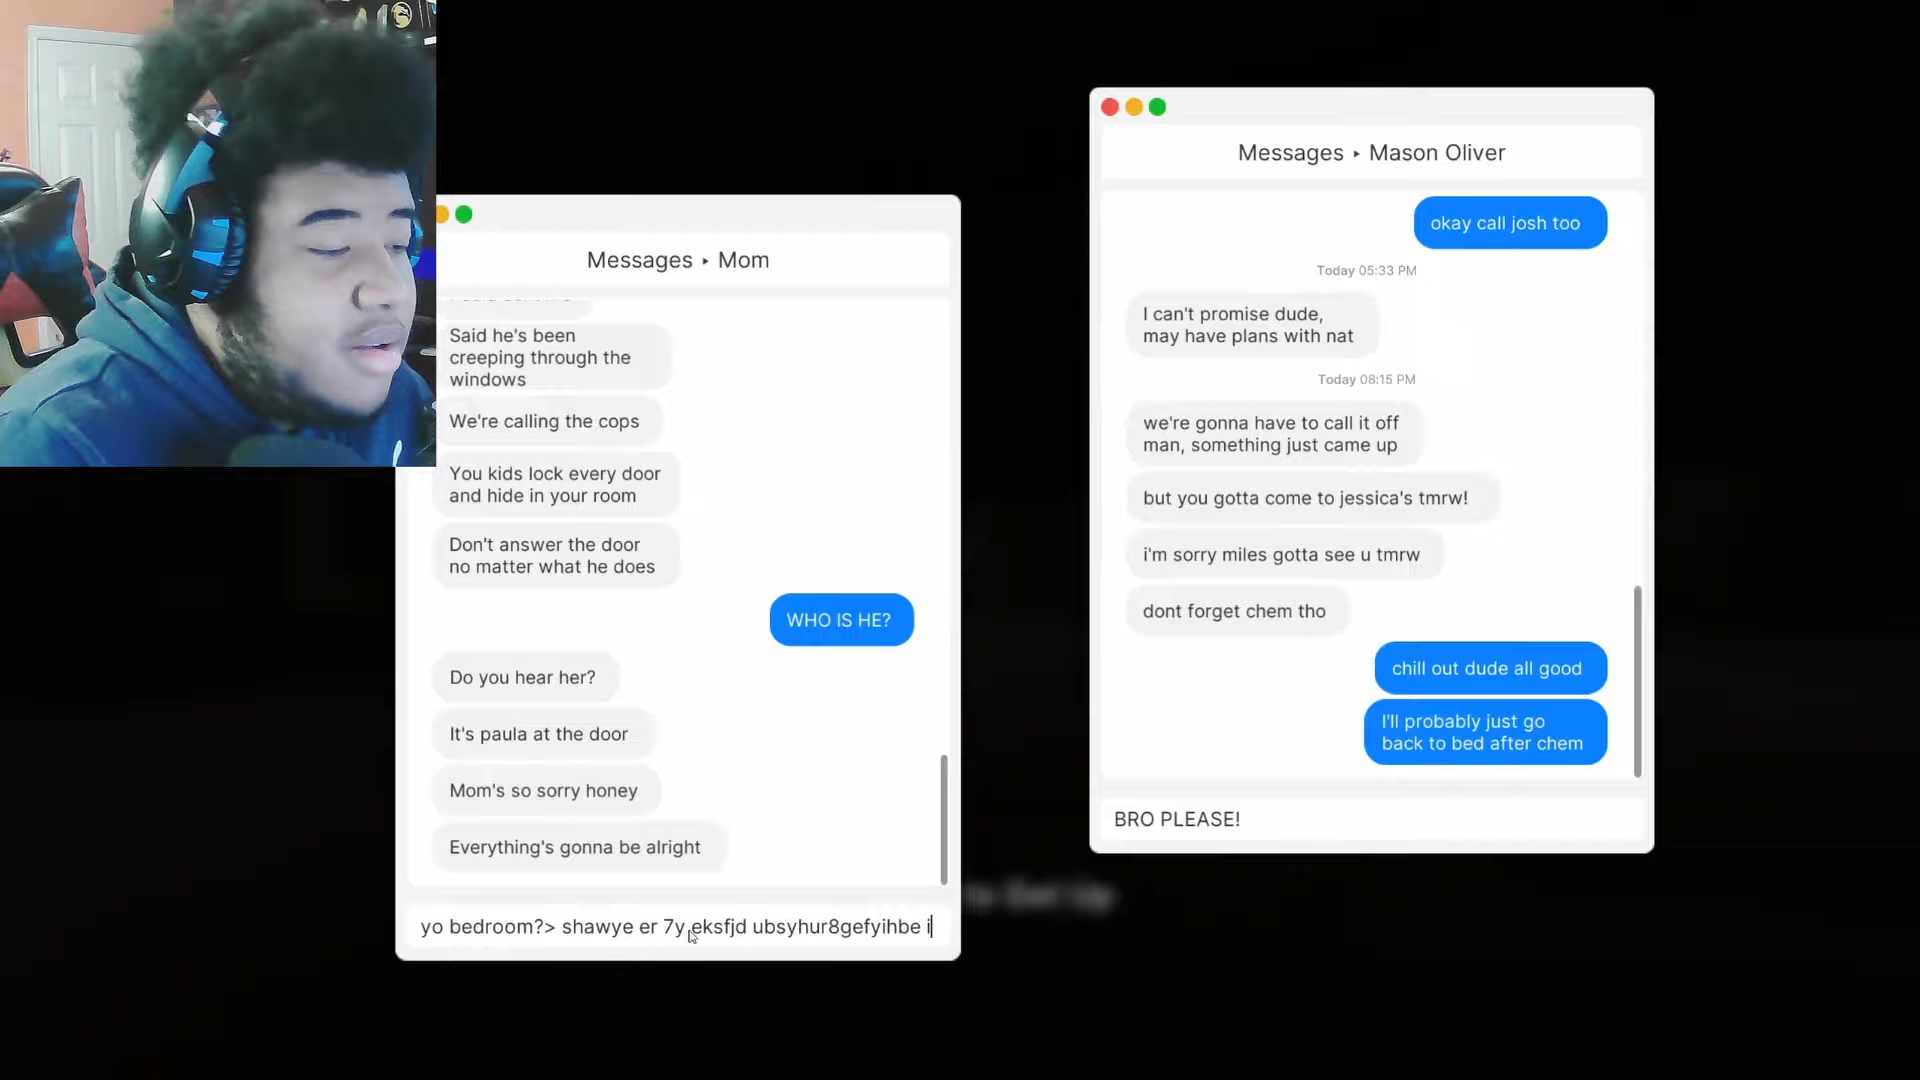 Messages ▸ Mom
Said he's been
creeping through the
windows
We're calling the cops
You kids lock every door
and hide in your room
Don't answer the door
no matter what he does
WHO IS HE?
Do you hear her?
It's paula at the door
Mom's so sorry honey
Everything's gonna be alright
yo bedroom?> shawye er 7y eksfjd ubsyhur8gefyihbe i
Messages ▸ Mason Oliver
okay call josh too
Today 05:33 PM
I can't promise dude,
may have plans with nat
Today 08:15 PM
we're gonna have to call it off
man, something just came up
but you gotta come to jessica's tmrw!
i'm sorry miles gotta see u tmrw
dont forget chem tho
chill out dude all good
I'll probably just go
back to bed after chem
BRO PLEASE!